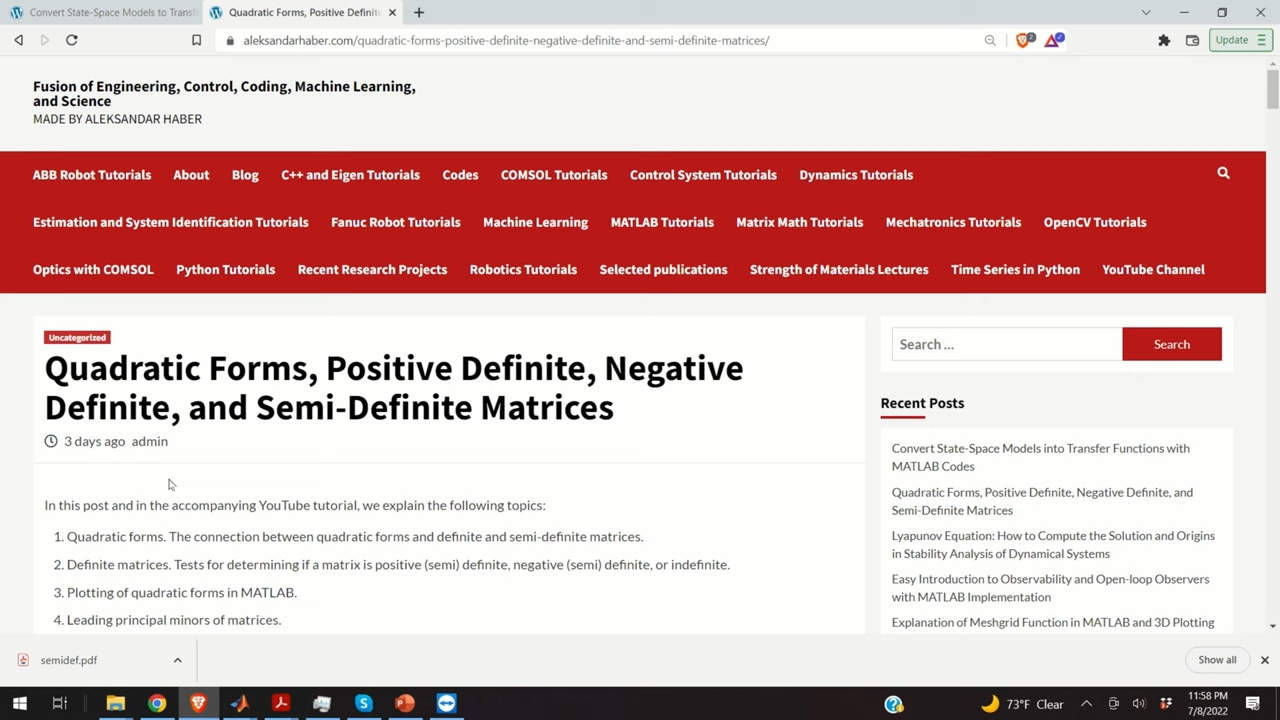 Convert State-Space Models to Transf
Quadratic Forms, Positive Definite
aleksandarhaber.com/quadratic-forms-positive-definite-negative-definite-and-semi-definite-matrices/
2
Update
Fusion of Engineering, Control, Coding, Machine Learning,
and Science
MADE BY ALEKSANDAR HABER
ABB Robot Tutorials
About
Blog
C++ and Eigen Tutorials
Codes
COMSOL Tutorials
Control System Tutorials
Dynamics Tutorials
Estimation and System Identification Tutorials
Fanuc Robot Tutorials
Machine Learning
MATLAB Tutorials
Matrix Math Tutorials
Mechatronics Tutorials
OpenCV Tutorials
Optics with COMSOL
Python Tutorials
Recent Research Projects
Robotics Tutorials
Selected publications
Strength of Materials Lectures
Time Series in Python
YouTube Channel
Uncategorized
Quadratic Forms, Positive Definite, Negative
Definite, and Semi-Definite Matrices
3 days ago admin
In this post and in the accompanying YouTube tutorial, we explain the following topics:
1. Quadratic forms. The connection between quadratic forms and definite and semi-definite matrices.
2. Definite matrices. Tests for determining if a matrix is positive (semi) definite, negative (semi) definite, or indefinite.
3. Plotting of quadratic forms in MATLAB.
4. Leading principal minors of matrices.
Search ...
Search
Recent Posts
Convert State-Space Models into Transfer Functions with
MATLAB Codes
Quadratic Forms, Positive Definite, Negative Definite, and
Semi-Definite Matrices
Lyapunov Equation: How to Compute the Solution and Origins
in Stability Analysis of Dynamical Systems
Easy Introduction to Observability and Open-loop Observers
with MATLAB Implementation
Explanation of Meshgrid Function in MATLAB and 3D Plotting
semidef.pdf
Show all
73°F Clear
11:58 PM
7/8/2022